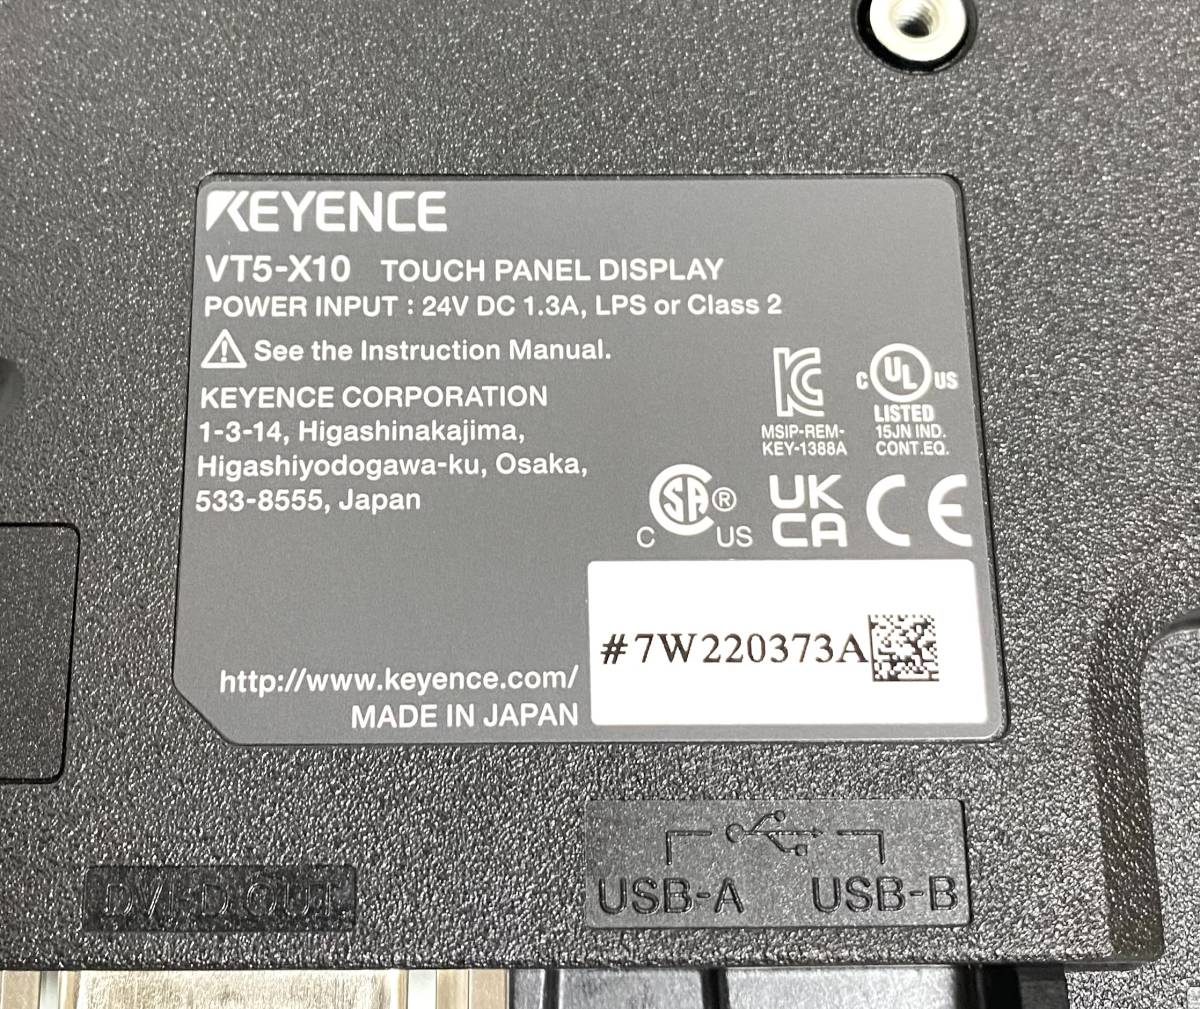 KEYENCE
VT5-X10 TOUCH PANEL DISPLAY
POWER INPUT : 24V DC 1.3A, LPS or Class 2
See the Instruction Manual.
KEYENCE CORPORATION
1-3-14, Higashinakajima,
Higashiyodogawa-ku, Osaka,
533-8555, Japan
MSIP-REM-
KEY-1388A
C UL US
LISTED
15JN IND.
CONT.EQ.
C SA ® US
UK
CA
CE
#7W220373A
http://www.keyence.com/
MADE IN JAPAN
DVI-D OUT
USB-A USB-B